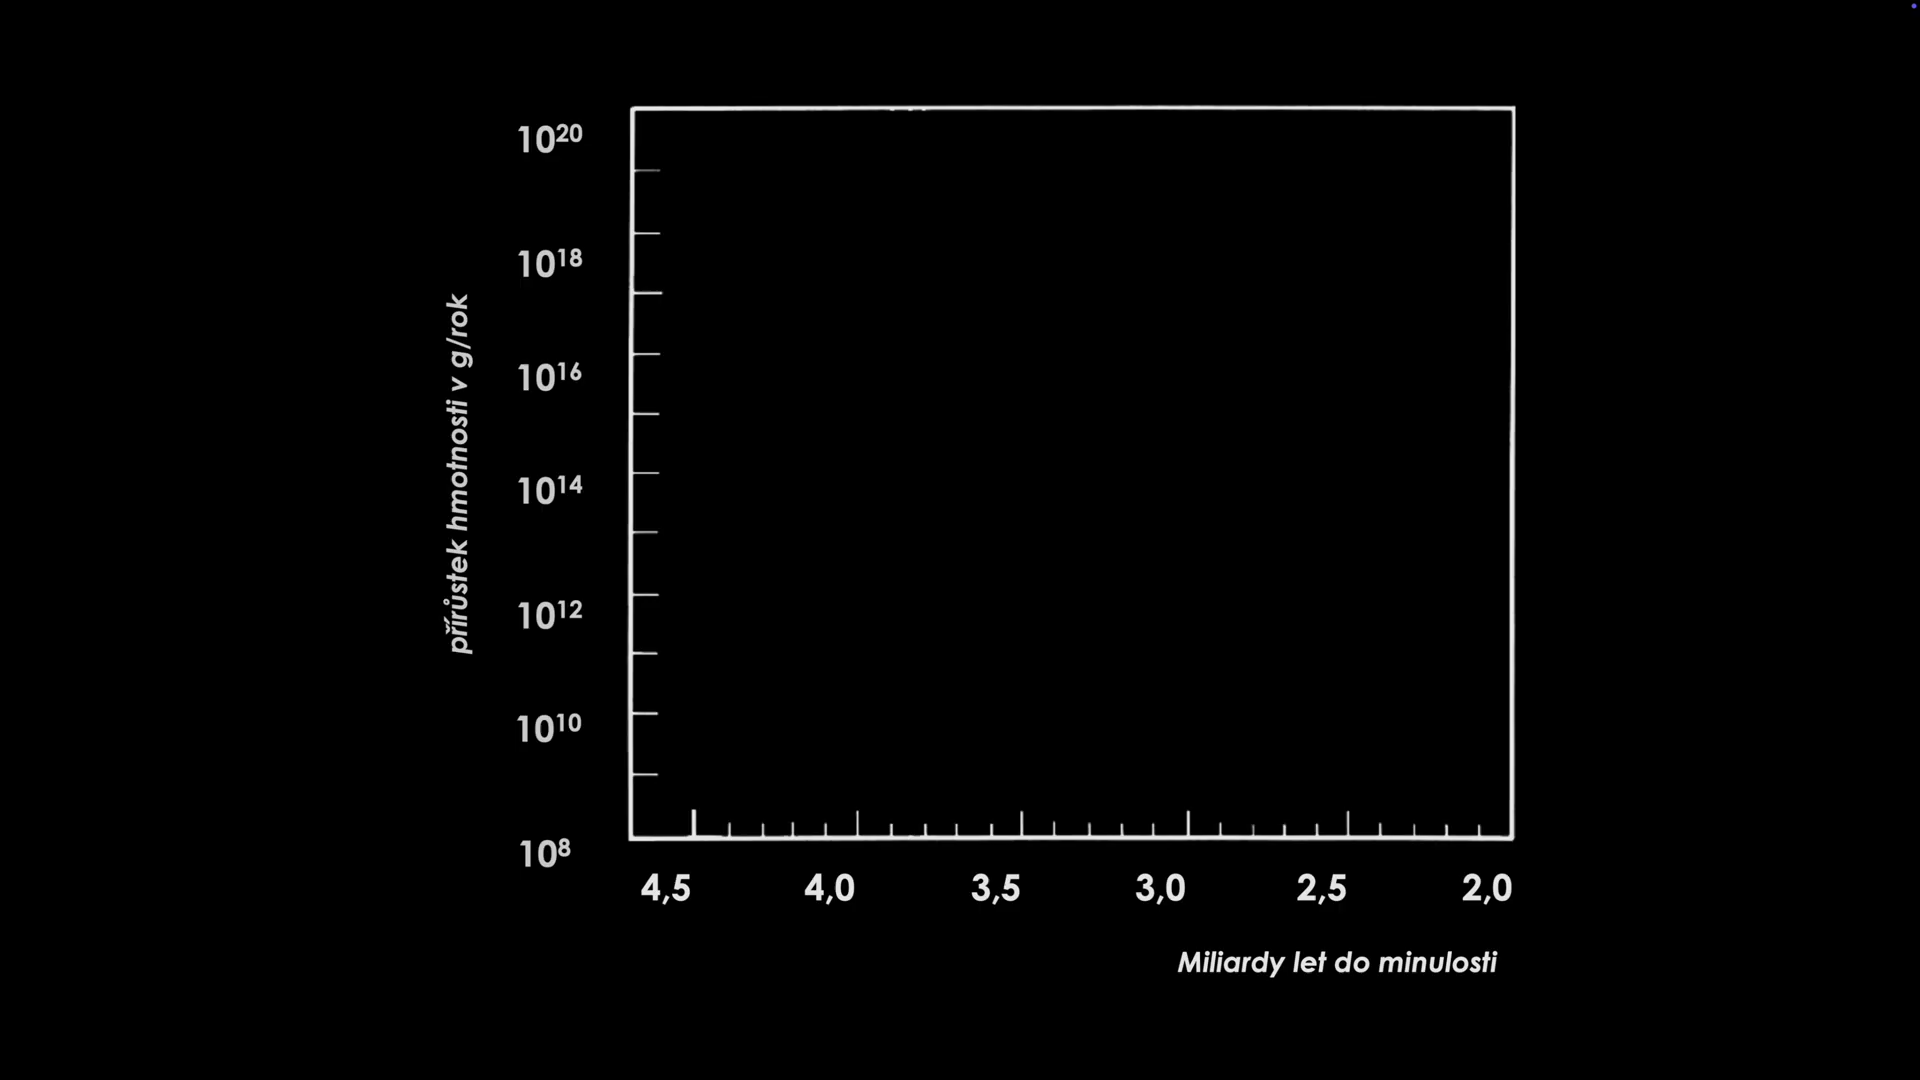 10²⁰
10¹⁸
10¹⁶
10¹⁴
10¹²
10¹⁰
10⁸
přírůstek hmotnosti v g/rok
4,5 4,0 3,5 3,0 2,5 2,0
Miliardy let do minulosti